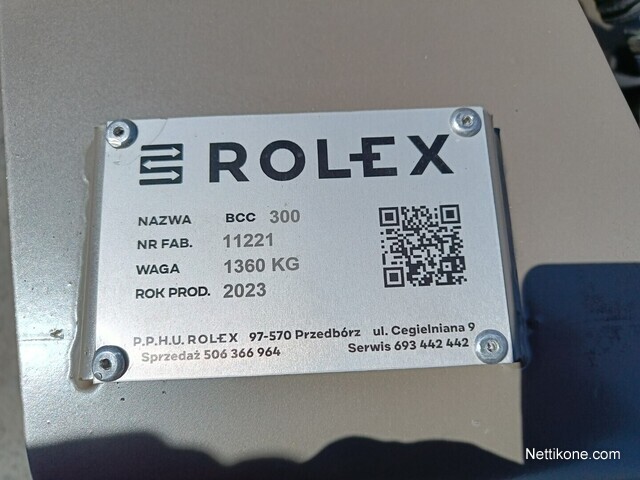 ROLEX
NAZWA BCC 300
NR FAB. 11221
WAGA 1360 KG
ROK PROD. 2023
P.P.H.U. ROLEX 97-570 Przedbórz ul. Cegielniana 9
Sprzedaż 506 366 964 Serwis 693 442 442
Nettikone.com